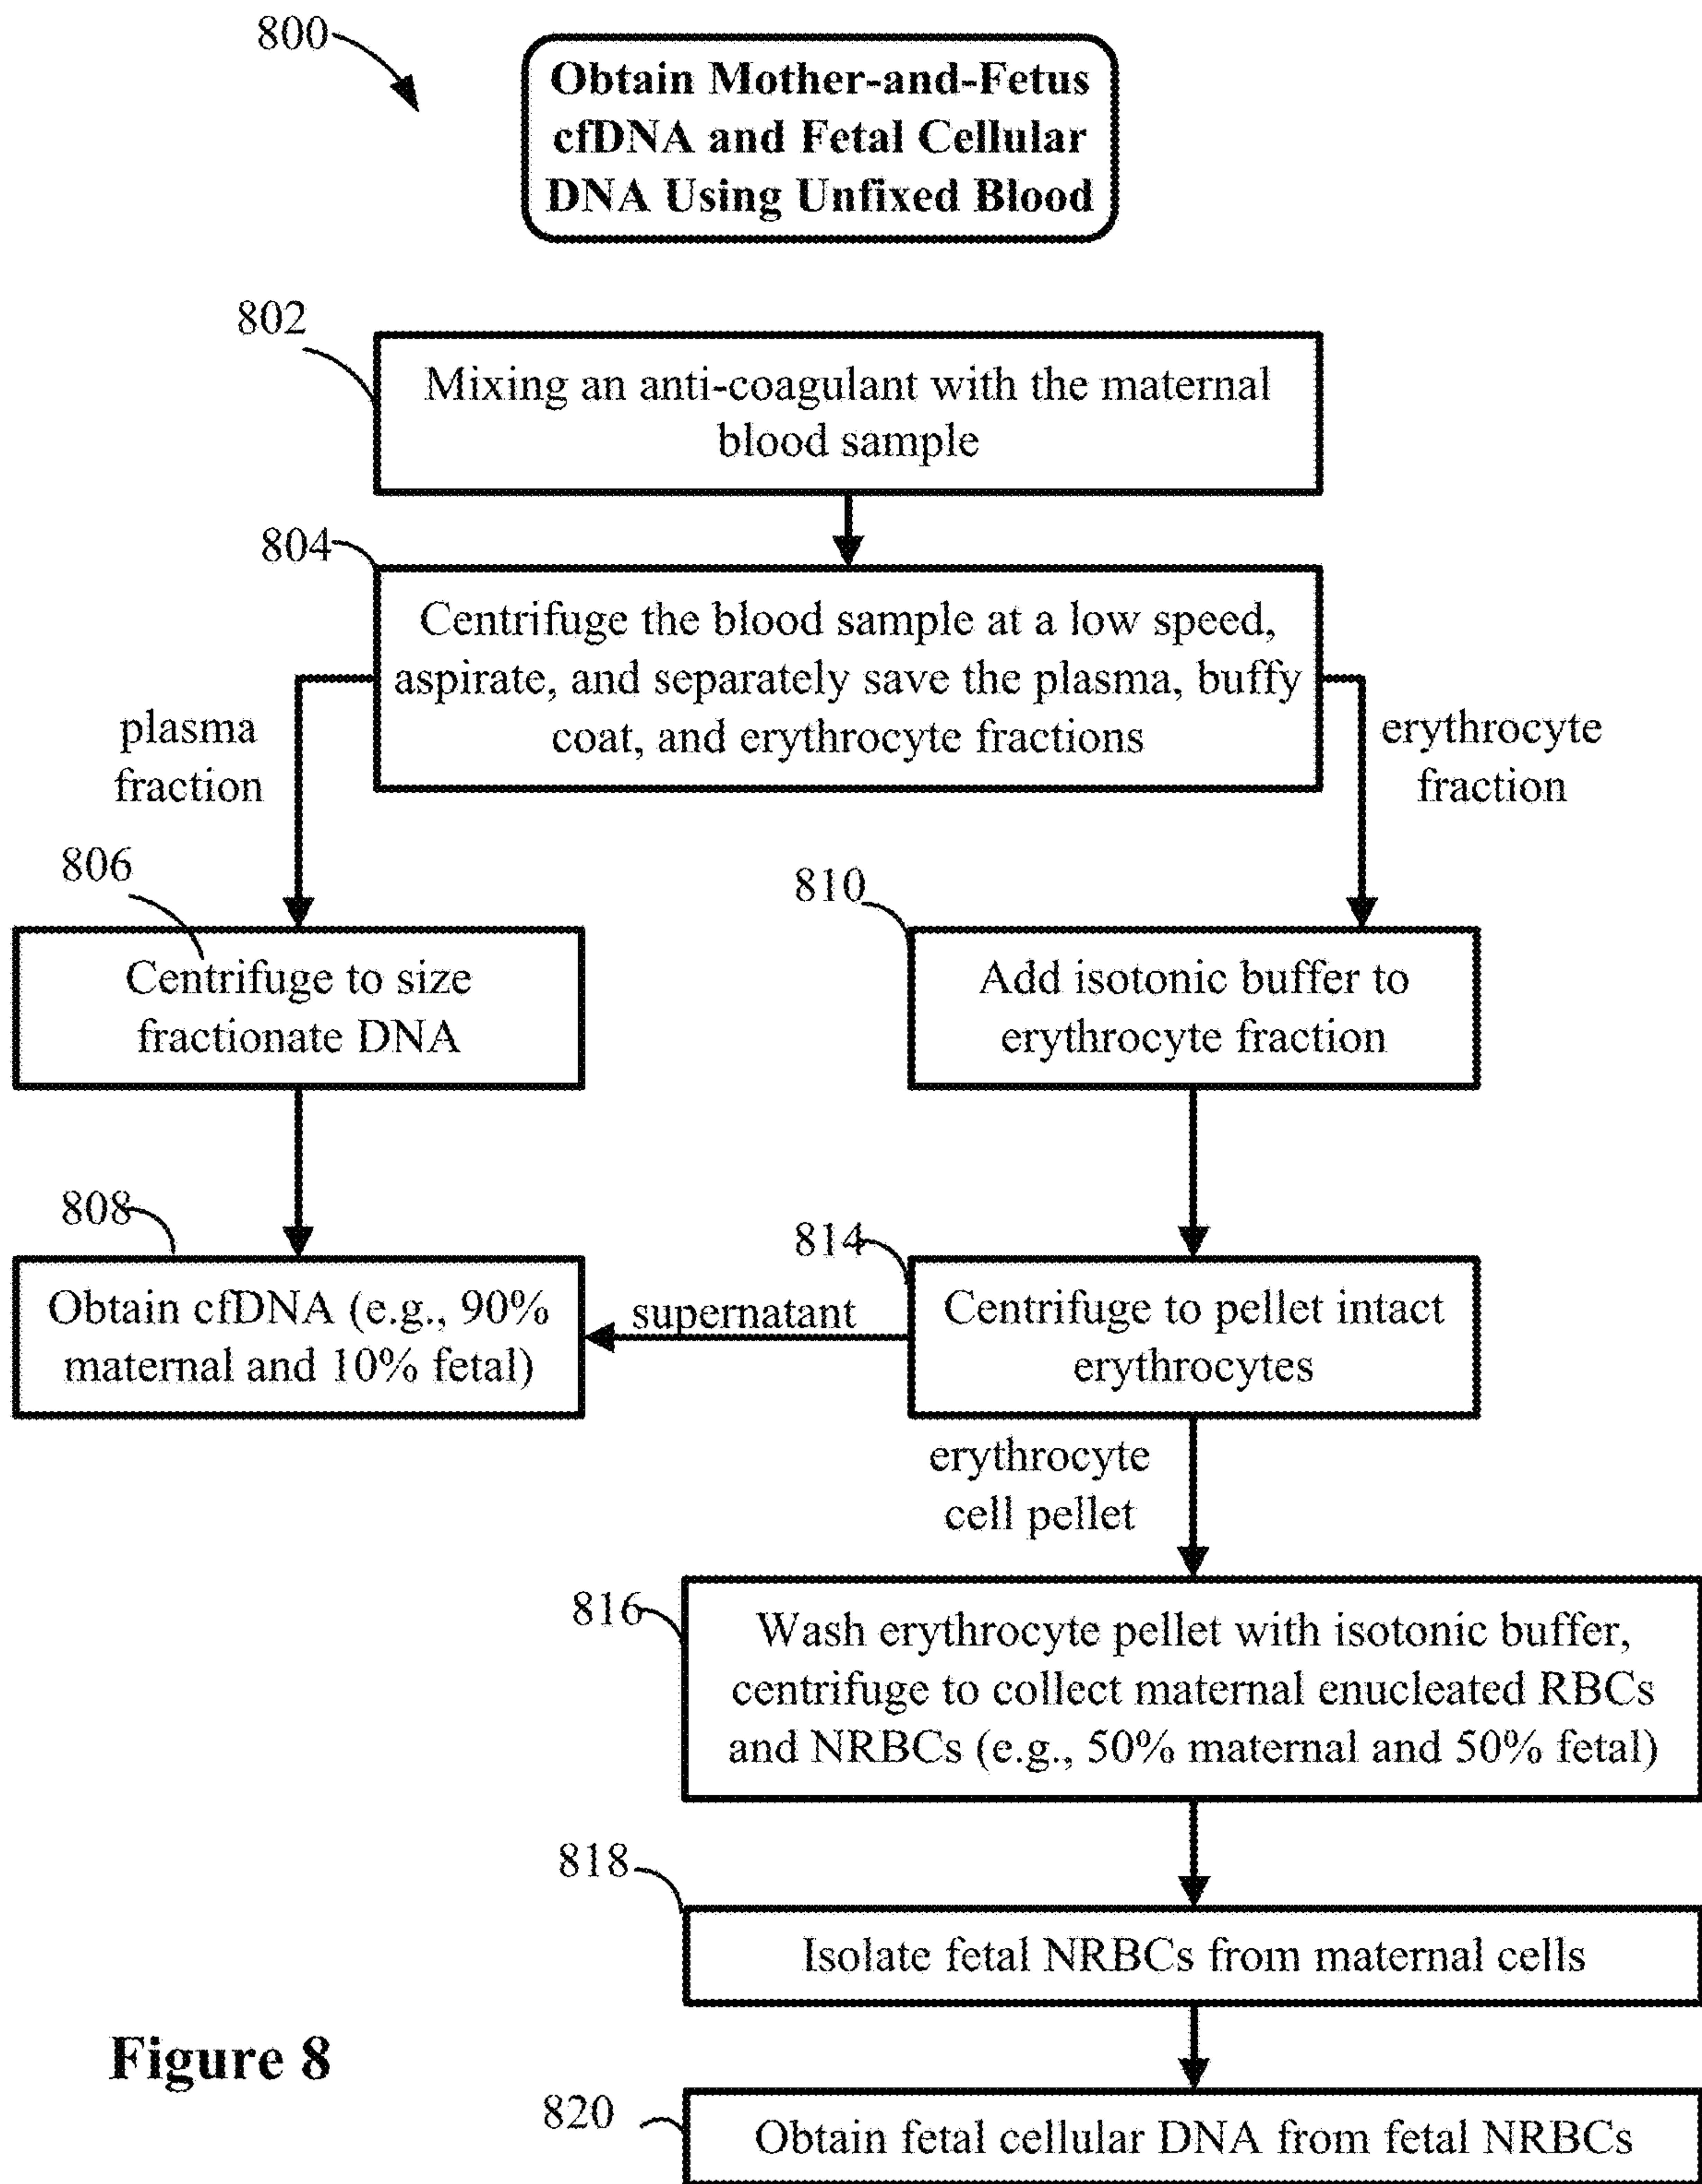 800
Obtain Mother-and-Fetus
cfDNA and Fetal Cellular
DNA Using Unfixed Blood
802
Mixing an anti-coagulant with the maternal
blood sample
804
Centrifuge the blood sample at a low speed,
aspirate, and separately save the plasma, buffy
coat, and erythrocyte fractions
plasma
fraction
erythrocyte
fraction
806
Centrifuge to size
fractionate DNA
810
Add isotonic buffer to
erythrocyte fraction
808
Obtain cfDNA (e.g., 90%
maternal and 10% fetal)
supernatant
814
Centrifuge to pellet intact
erythrocytes
erythrocyte
cell pellet
816
Wash erythrocyte pellet with isotonic buffer,
centrifuge to collect maternal enucleated RBCs
and NRBCs (e.g., 50% maternal and 50% fetal)
818
Isolate fetal NRBCs from maternal cells
Figure 8
820
Obtain fetal cellular DNA from fetal NRBCs